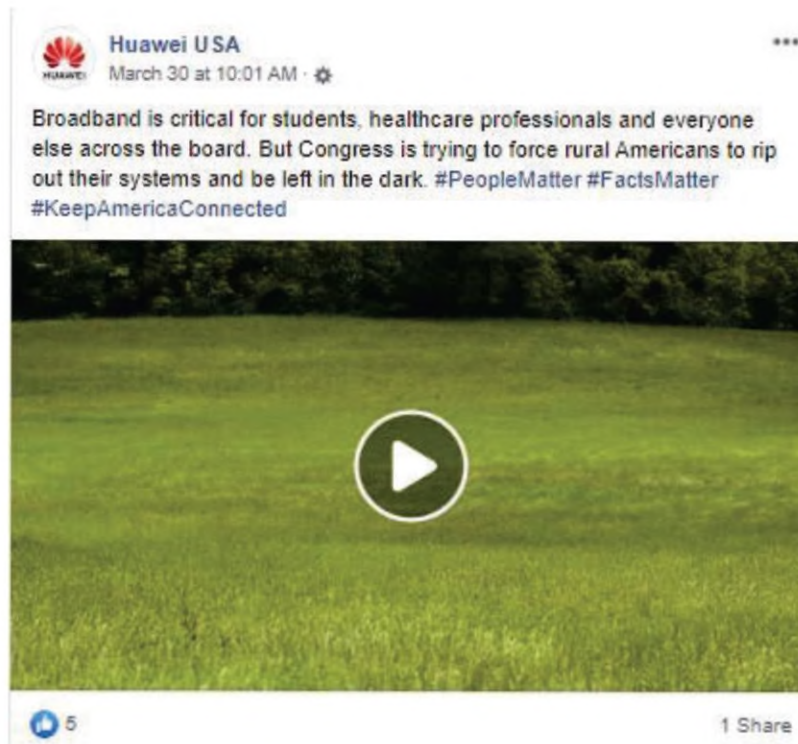 Huawei USA
HUAWEI
March 30 at 10:01 AM ·
Broadband is critical for students, healthcare professionals and everyone
else across the board. But Congress is trying to force rural Americans to rip
out their systems and be left in the dark. #PeopleMatter #FactsMatter
#KeepAmericaConnected
5
1 Share